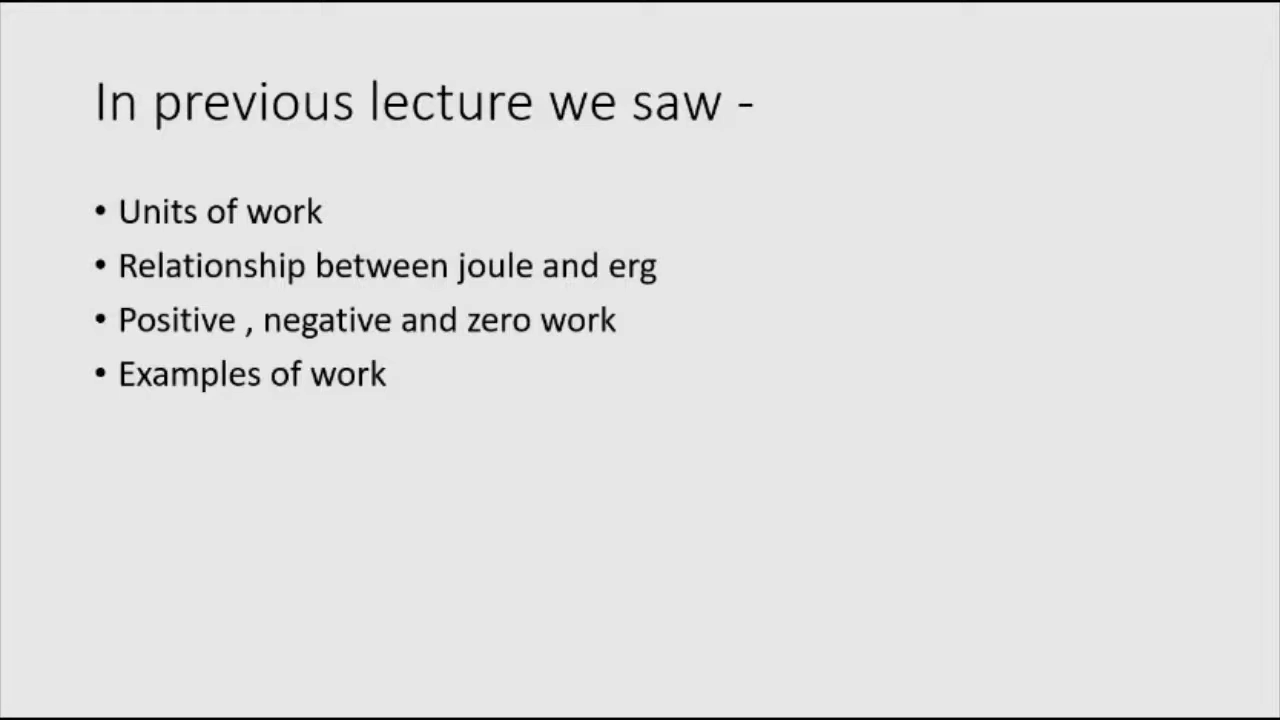 In previous lecture we saw -
• Units of work
• Relationship between joule and erg
• Positive , negative and zero work
• Examples of work